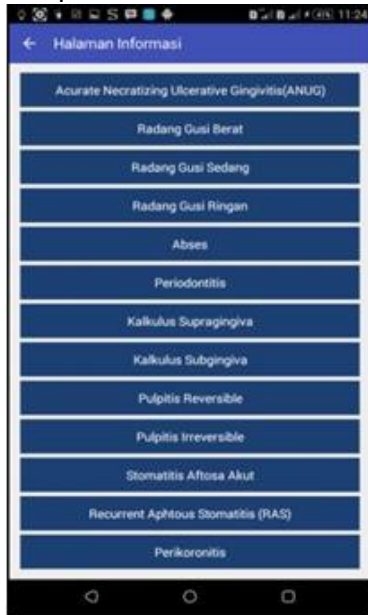 11:24
Halaman Informasi
Acurate Necratizing Ulcerative Gingivitis(ANUG)
Radang Gusi Berat
Radang Gusi Sedang
Radang Gusi Ringan
Abses
Periodontitis
Kalkulus Supragingiva
Kalkulus Subgingiva
Pulpitis Reversible
Pulpitis Irreversible
Stomatitis Aftosa Akut
Recurrent Aphtous Stomatitis (RAS)
Perikoronitis